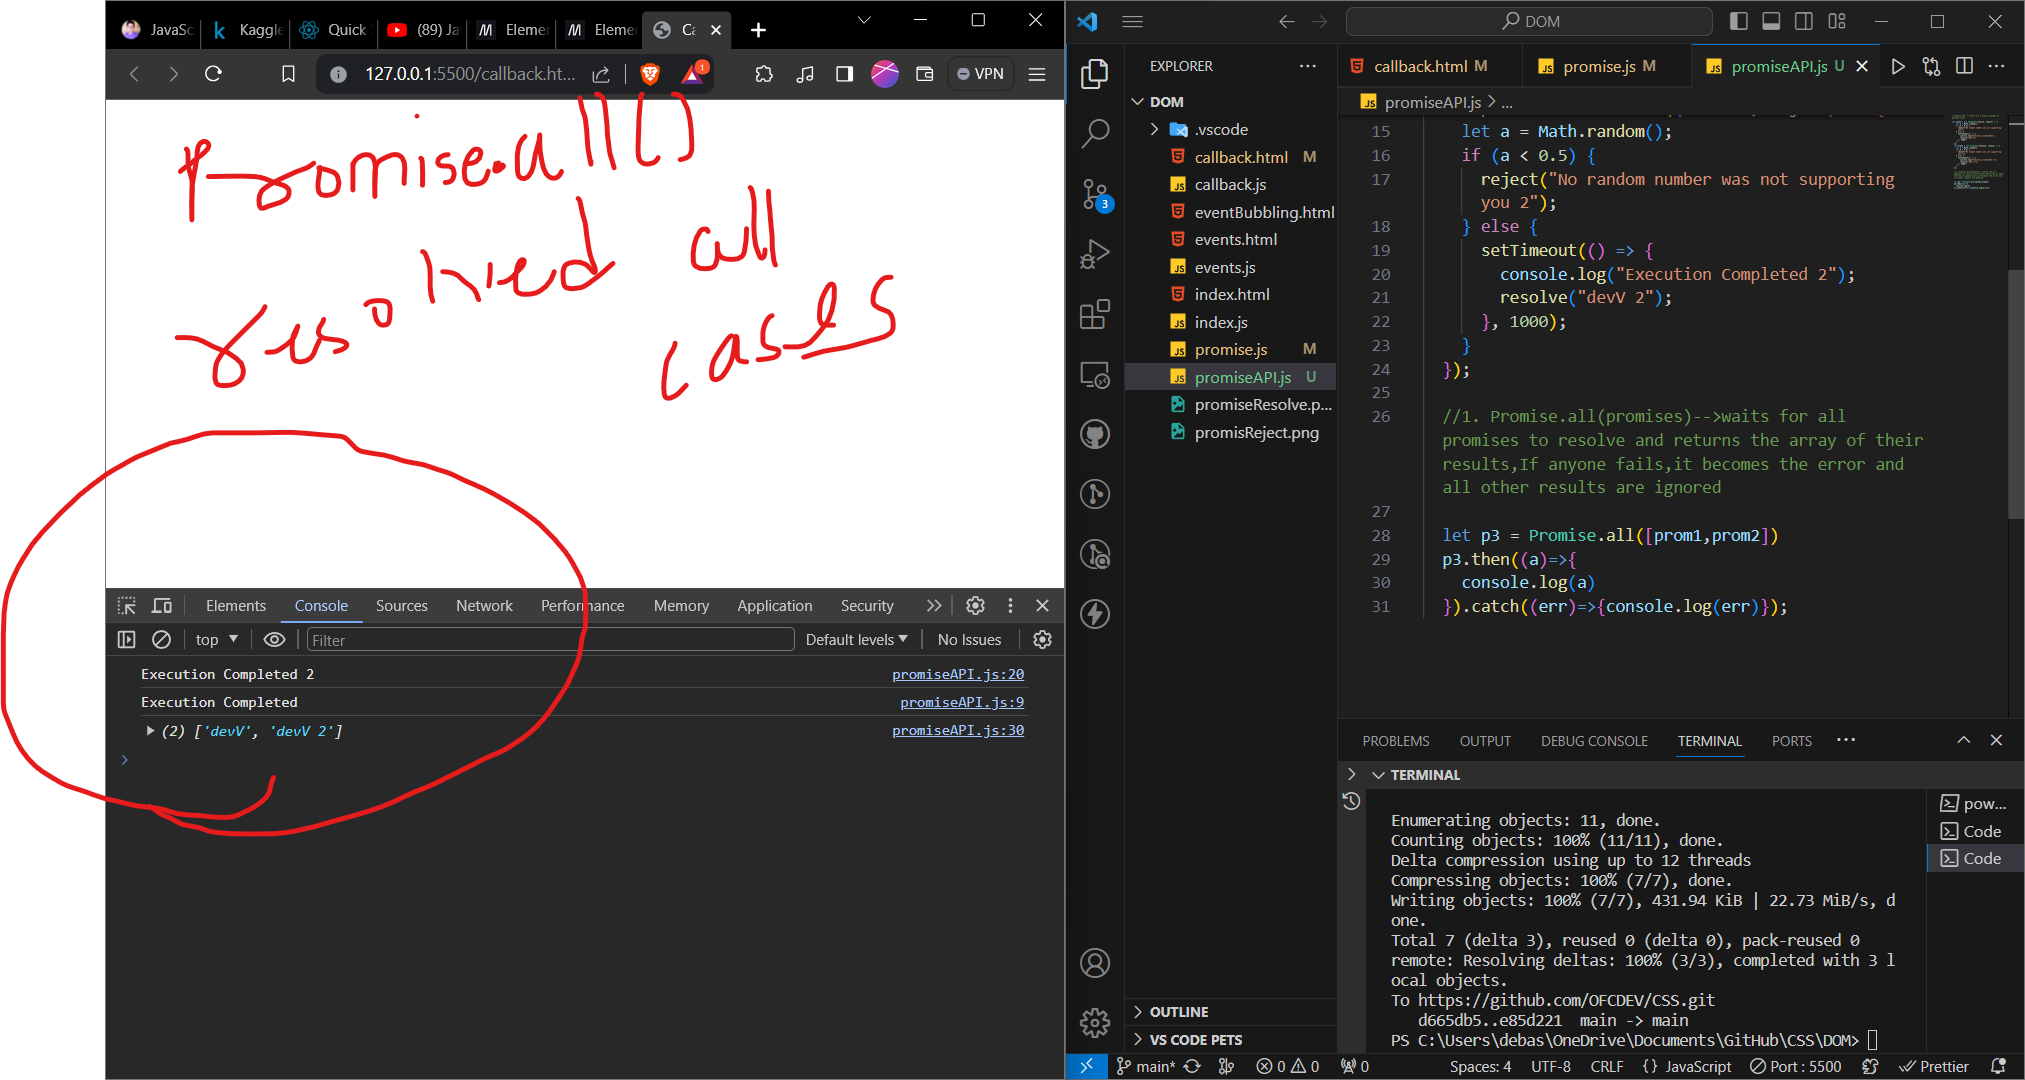 JavaSc
Kaggle
Quick
(89) Ja
Elemer
Eleme
Ca
127.0.0.1:5500/callback.ht...
1
VPN
Promise.all()
resolved all
cases
Elements Console Sources Network Performance Memory Application Security
top
Filter
Default levels
No Issues
Execution Completed 2 promiseAPI.js:20
Execution Completed promiseAPI.js:9
(2) ['devV', 'devV 2'] promiseAPI.js:30
DOM
EXPLORER
DOM
.vscode
callback.html M
callback.js
eventBubbling.html
events.html
events.js
index.html
index.js
promise.js M
promiseAPI.js U
promiseResolve.p...
promisReject.png
OUTLINE
VS CODE PETS
3
callback.html M
promise.js M
promiseAPI.js U
promiseAPI.js > ...
15 let a = Math.random();
16 if (a < 0.5) {
17 reject("No random number was not supporting
you 2");
18 } else {
19 setTimeout(() => {
20 console.log("Execution Completed 2");
21 resolve("devV 2");
22 }, 1000);
23 }
24 });
25
26 //1. Promise.all(promises)-->waits for all
promises to resolve and returns the array of their
results,If anyone fails,it becomes the error and
all other results are ignored
27
28 let p3 = Promise.all([prom1,prom2])
29 p3.then((a)=>{
30 console.log(a)
31 }).catch((err)=>{console.log(err)});
PROBLEMS OUTPUT DEBUG CONSOLE TERMINAL PORTS
TERMINAL
Enumerating objects: 11, done.
Counting objects: 100% (11/11), done.
Delta compression using up to 12 threads
Compressing objects: 100% (7/7), done.
Writing objects: 100% (7/7), 431.94 KiB | 22.73 MiB/s, d
one.
Total 7 (delta 3), reused 0 (delta 0), pack-reused 0
remote: Resolving deltas: 100% (3/3), completed with 3 l
ocal objects.
To https://github.com/OFCDEV/CSS.git
d665db5..e85d221 main -> main
PS C:\Users\debas\OneDrive\Documents\GitHub\CSS\DOM>
pow...
Code
Code
main* 0 0 0 Spaces: 4 UTF-8 CRLF {} JavaScript Port : 5500 Prettier